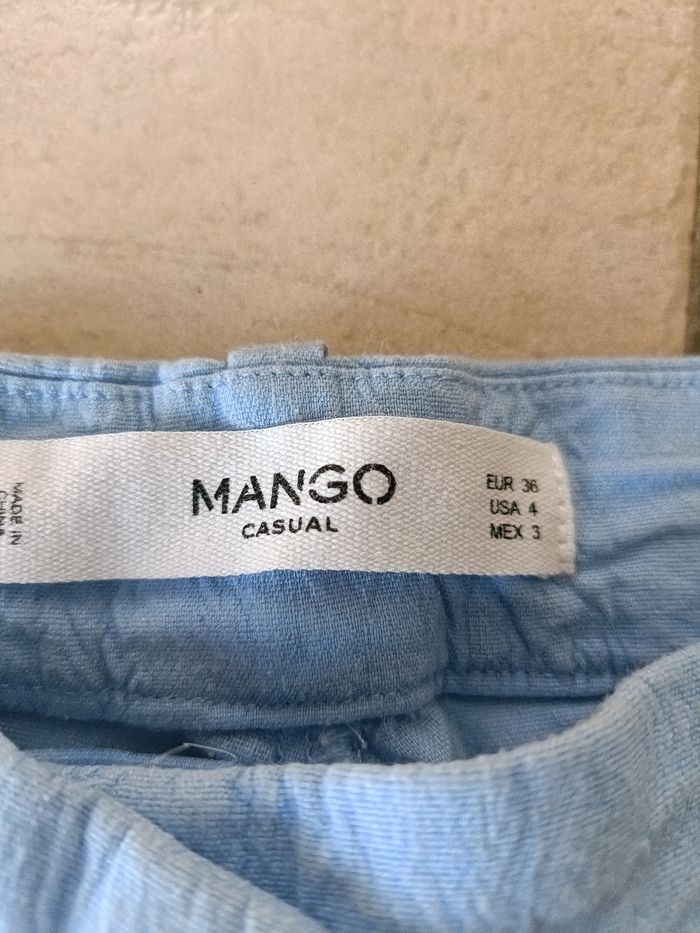 MANGO
CASUAL
EUR 36
USA 4
MEX 3
MADE IN
CHINA